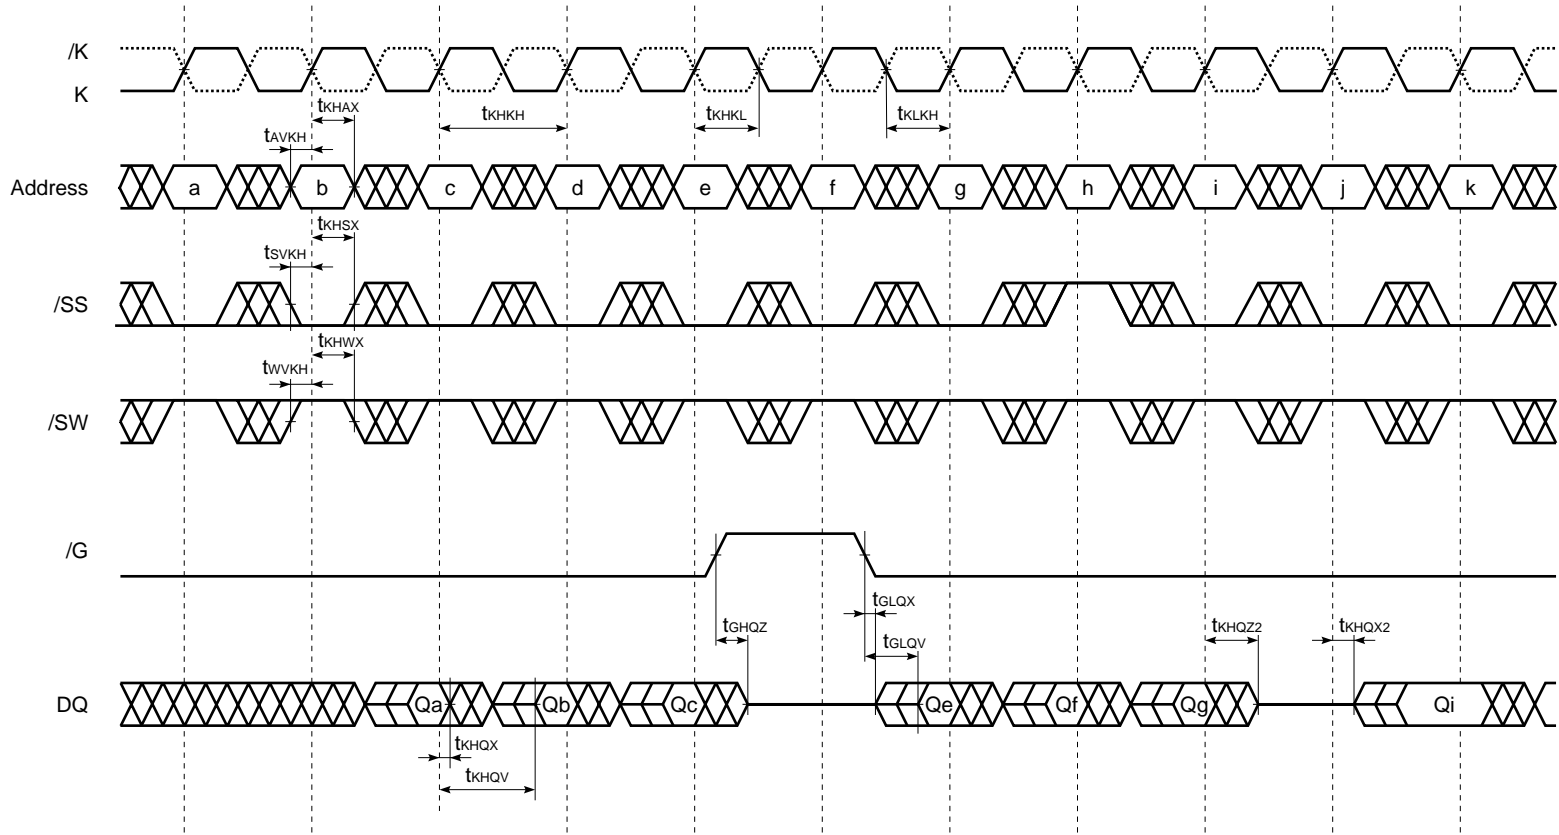 /K
K
tKHAX
tKHKH
tKHKL
tKLKH
tAVKH
Address a b c d e f g h i j k
tKHSX
tSVKH
/SS
tKHWX
tWVKH
/SW
/G
tGLQX
tGHQZ
tKHQZ2
tKHQX2
tGLQV
DQ Qa Qb Qc Qe Qf Qg Qi
tKHQX
tKHQV